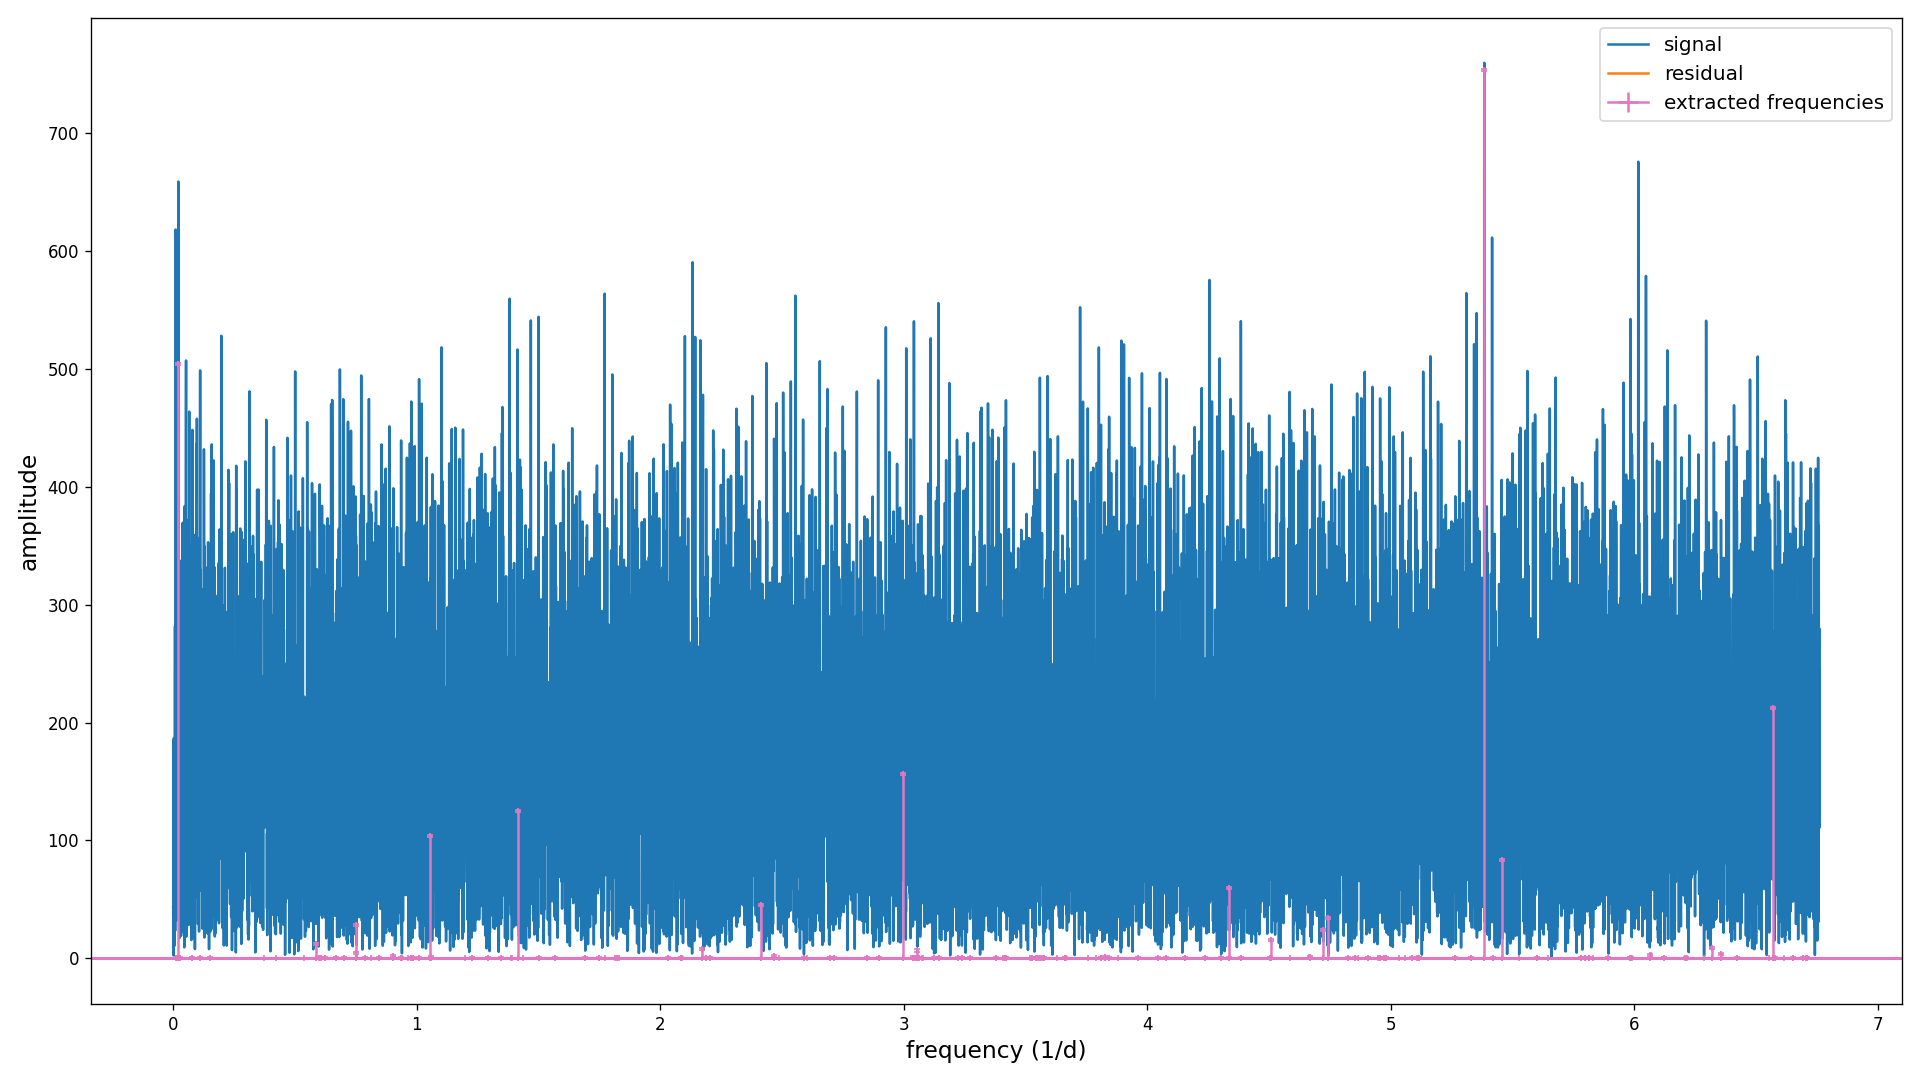 signal
residual
extracted frequencies
amplitude
700
600
500
400
300
200
100
0
0 1 2 3 4 5 6 7
frequency (1/d)